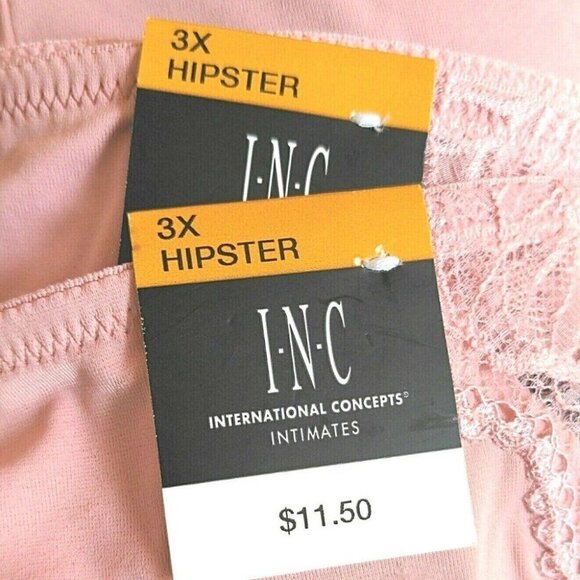 3X
HIPSTER
I·N·C
3X
HIPSTER
I·N·C
INTERNATIONAL CONCEPTS®
INTIMATES
$11.50